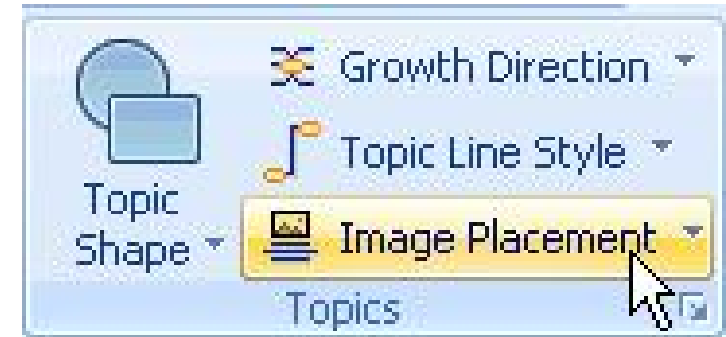 Growth Direction
Topic Line Style
Topic
Shape
Image Placement
Topics